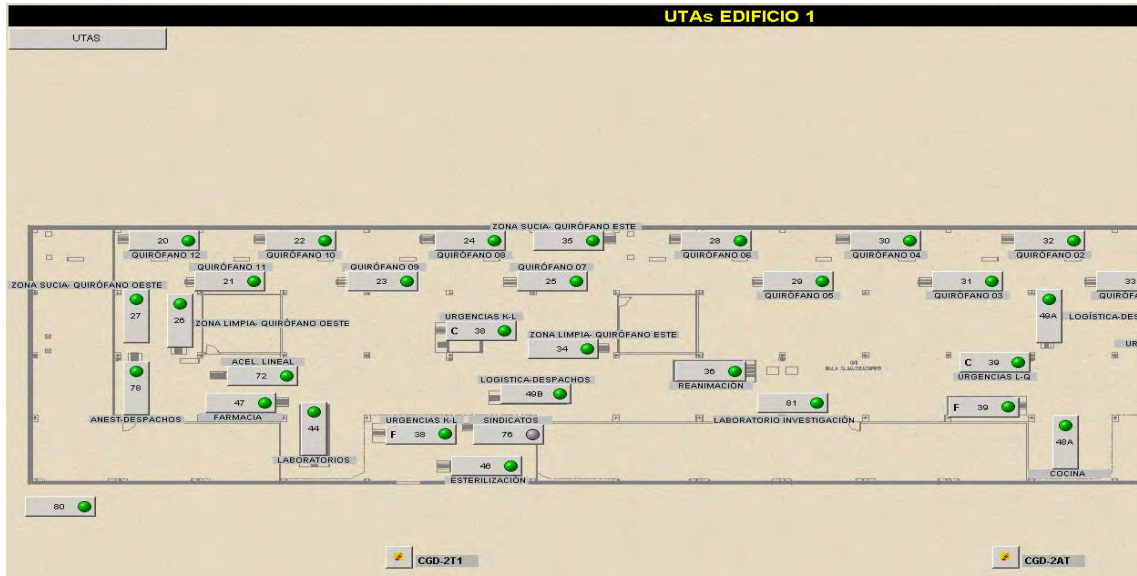 UTAs EDIFICIO 1
UTAS
ZONA SUCIA- QUIRÓFANO ESTE
20
22
24
35
28
30
32
QUIRÓFANO 12
QUIRÓFANO 10
QUIRÓFANO 08
QUIRÓFANO 06
QUIRÓFANO 04
QUIRÓFANO 02
QUIRÓFANO 11
QUIRÓFANO 09
QUIRÓFANO 07
21
23
25
29
31
33
ZONA SUCIA- QUIRÓFANO OESTE
QUIRÓFANO 05
QUIRÓFANO 03
QUIRÓFA
27
26
49A
ZONA LIMPIA- QUIRÓFANO OESTE
URGENCIAS K-L
LOGÍSTICA-DES
C 38
ZONA LIMPIA- QUIRÓFANO ESTE
34
UR
ACEL. LINEAL
C 39
78
72
36
URGENCIAS L-Q
REANIMACIÓN
LOGISTICA-DESPACHOS
49B
47
81
F 39
ANEST-DESPACHOS
FARMACIA
44
URGENCIAS K-L
SINDICATOS
LABORATORIO INVESTIGACIÓN
F 38
76
48A
LABORATORIOS
46
COCINA
ESTERILIZACIÓN
80
CGD-2T1
CGD-2AT